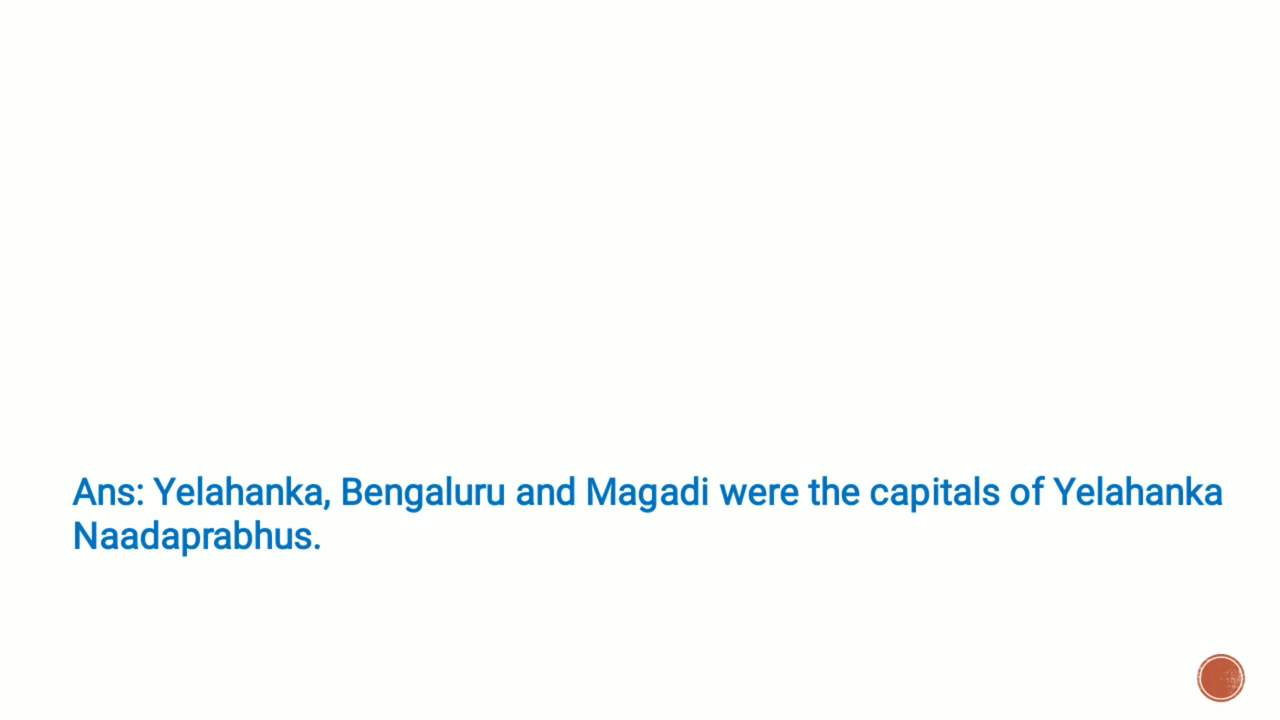 Ans: Yelahanka, Bengaluru and Magadi were the capitals of Yelahanka
Naadaprabhus.